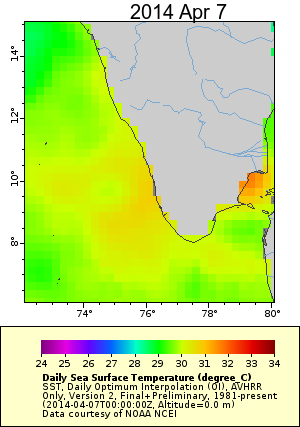 2014 Apr 7
14°
12°
10°
8°
74°
76°
78°
80°
24 25 26 27 28 29 30 31 32 33 34
Daily Sea Surface Temperature (degree_C)
SST, Daily Optimum Interpolation (OI), AVHRR
Only, Version 2, Final+Preliminary, 1981-present
(2014-04-07T00:00:00Z, Altitude=0.0 m)
Data courtesy of NOAA NCEI